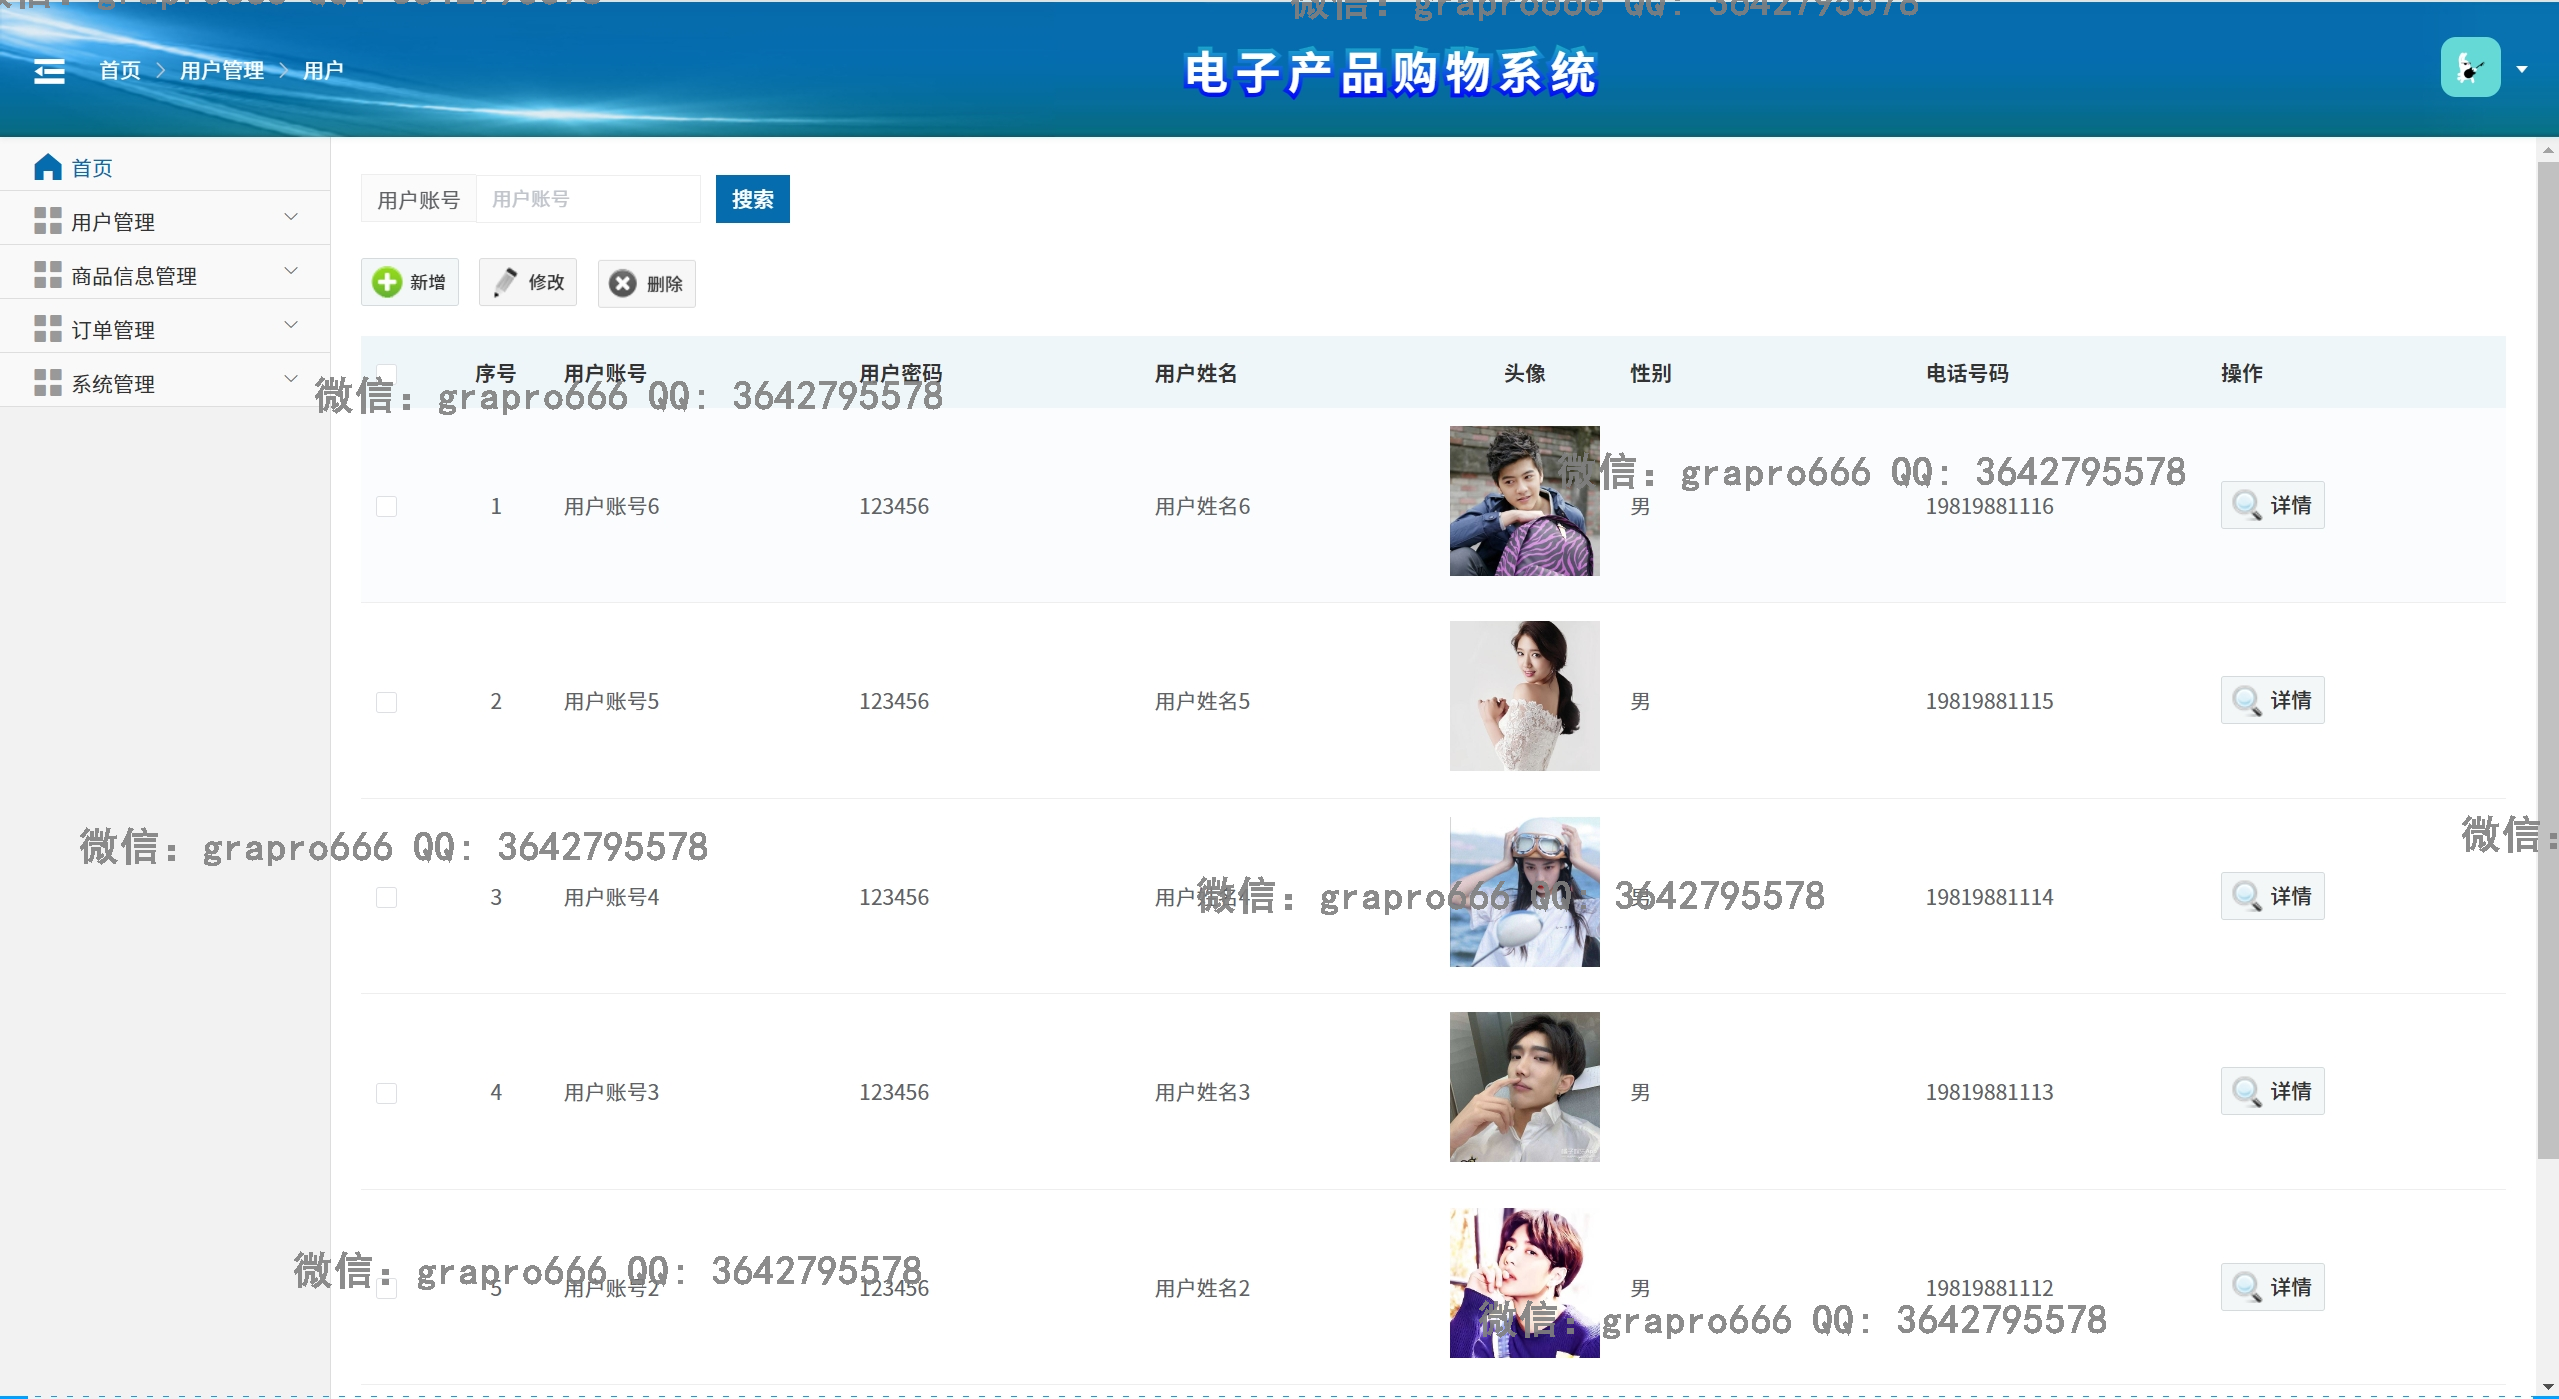 微信: grapro666 QQ: 3642795578
首页 > 用户管理 > 用户
电子产品购物系统
首页
用户管理
商品信息管理
订单管理
系统管理
用户账号 用户账号 搜索
新增 修改 删除
序号 用户账号 用户密码 用户姓名 头像 性别 电话号码 操作
微信: grapro666 QQ: 3642795578
微信: grapro666 QQ: 3642795578
1 用户账号6 123456 用户姓名6 男 19819881116 详情
2 用户账号5 123456 用户姓名5 男 19819881115 详情
微信: grapro666 QQ: 3642795578
微信:
微信: grapro666 QQ: 3642795578
3 用户账号4 123456 用户姓名4 男 19819881114 详情
4 用户账号3 123456 用户姓名3 男 19819881113 详情
微信: grapro666 QQ: 3642795578
5 用户账号2 123456 用户姓名2 男 19819881112 详情
微信: grapro666 QQ: 3642795578